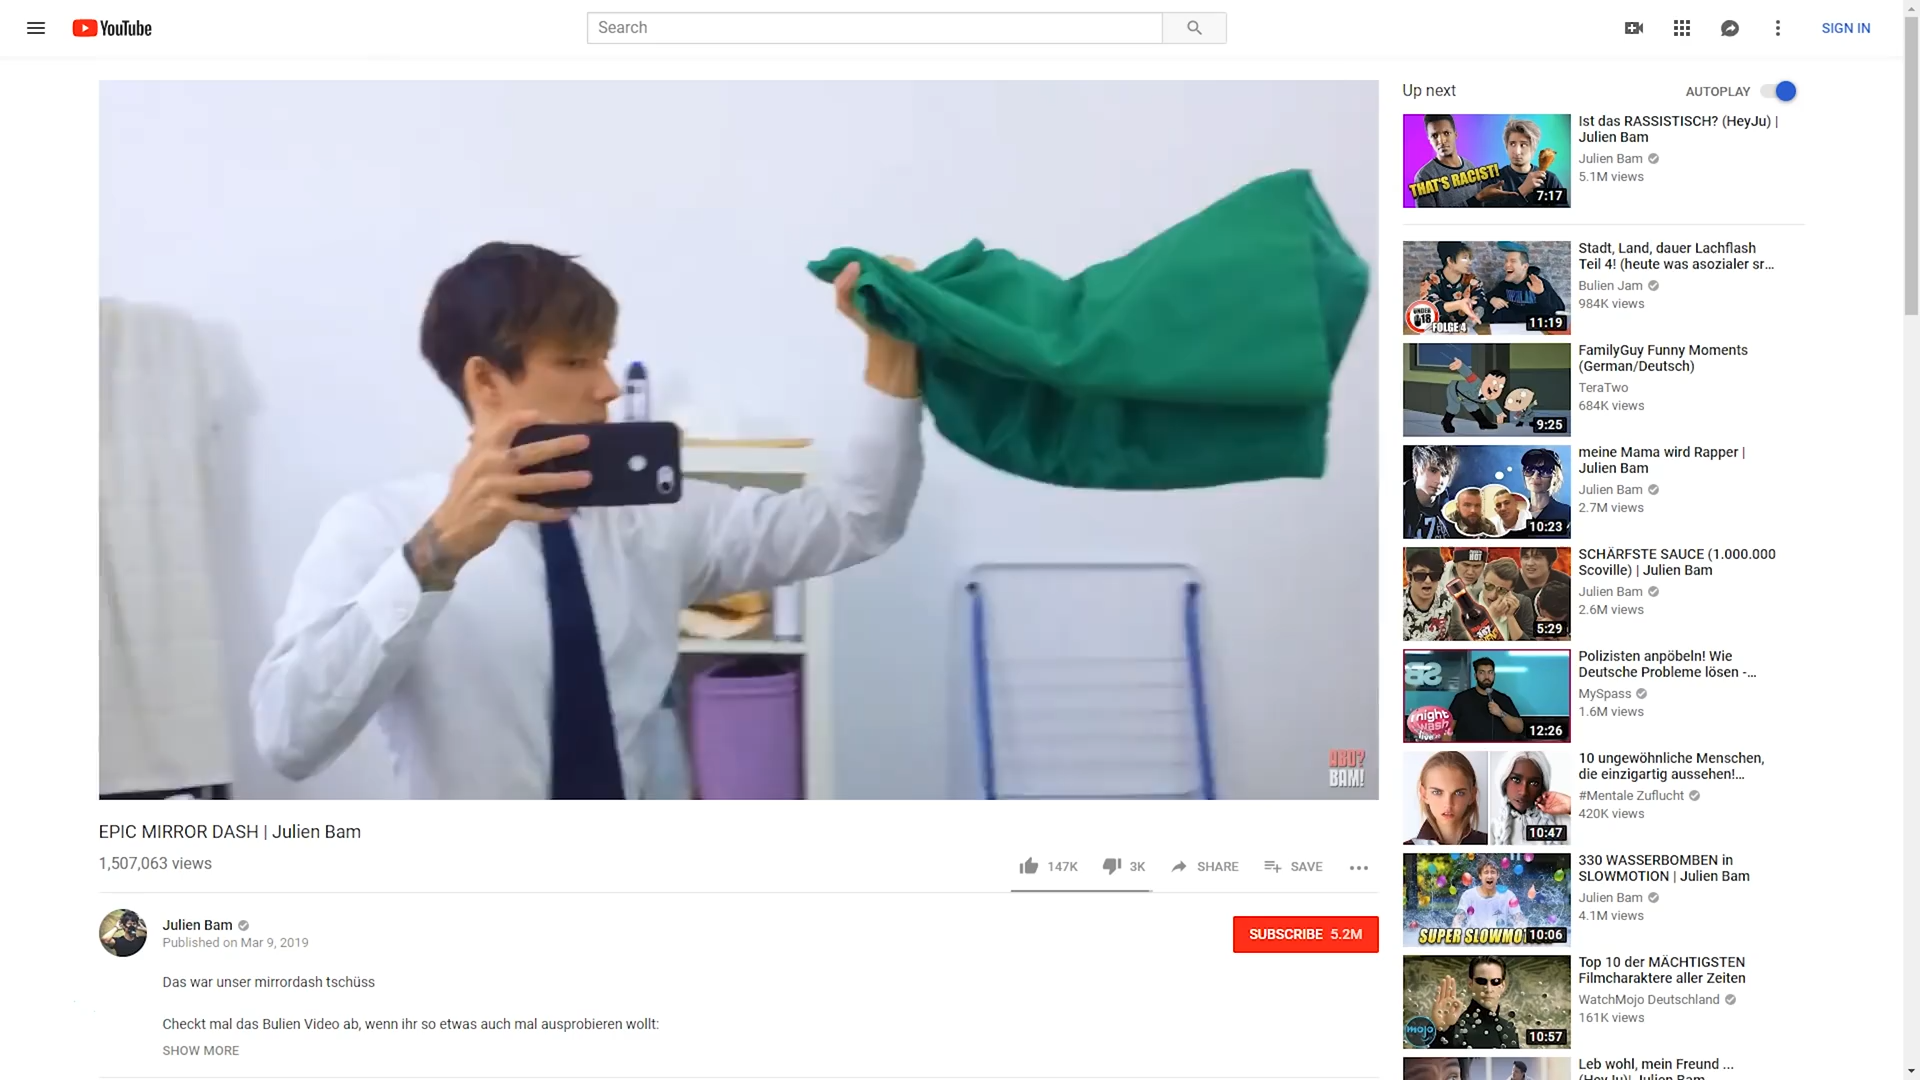 YouTube
Search
SIGN IN
ABO?
BAM!
EPIC MIRROR DASH | Julien Bam
1,507,063 views
147K
3K
SHARE
SAVE
Julien Bam
Published on Mar 9, 2019
SUBSCRIBE 5.2M
Das war unser mirrordash tschüss
Checkt mal das Bulien Video ab, wenn ihr so etwas auch mal ausprobieren wollt:
SHOW MORE
Up next
AUTOPLAY
THAT'S RACIST!
7:17
Ist das RASSISTISCH? (HeyJu) |
Julien Bam
Julien Bam
5.1M views
UNDER
18
FOLGE 4
11:19
Stadt, Land, dauer Lachflash
Teil 4! (heute was asozialer sr...
Bulien Jam
984K views
9:25
FamilyGuy Funny Moments
(German/Deutsch)
TeraTwo
684K views
10:23
meine Mama wird Rapper |
Julien Bam
Julien Bam
2.7M views
5:29
SCHÄRFSTE SAUCE (1.000.000
Scoville) | Julien Bam
Julien Bam
2.6M views
night
wash
12:26
Polizisten anpöbeln! Wie
Deutsche Probleme lösen -...
MySpass
1.6M views
10:47
10 ungewöhnliche Menschen,
die einzigartig aussehen!...
#Mentale Zuflucht
420K views
SUPER SLOWMO
10:06
330 WASSERBOMBEN in
SLOWMOTION | Julien Bam
Julien Bam
4.1M views
mojo
10:57
Top 10 der MÄCHTIGSTEN
Filmcharaktere aller Zeiten
WatchMojo Deutschland
161K views
Leb wohl, mein Freund ...
(HeyJu)| Julien Bam